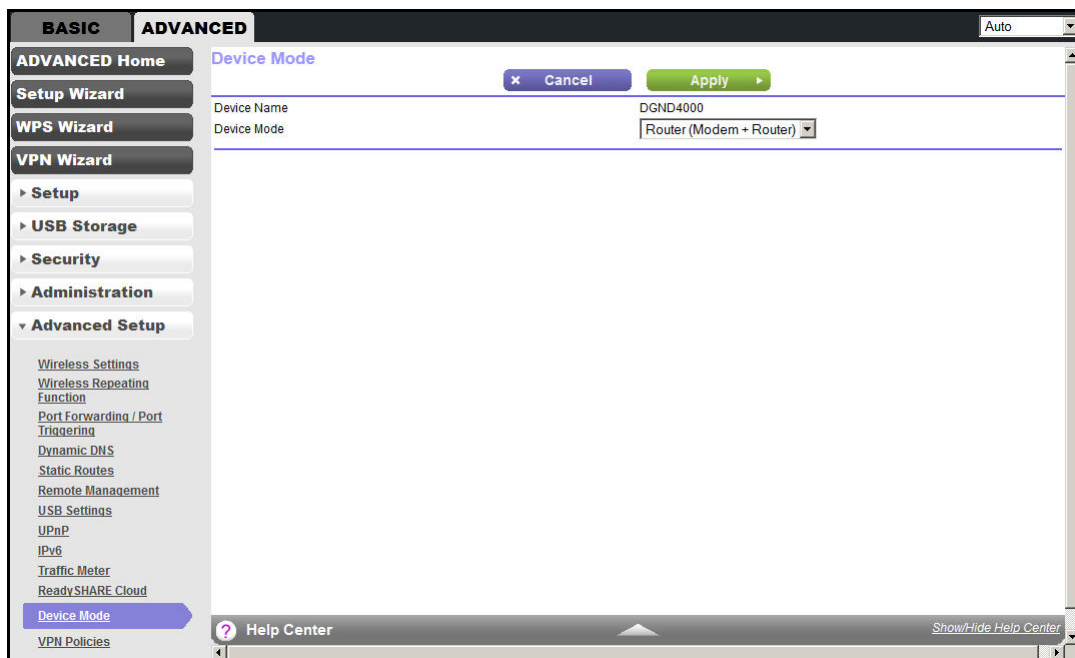 BASIC
ADVANCED
Auto
ADVANCED Home
Setup Wizard
WPS Wizard
VPN Wizard
Setup
USB Storage
Security
Administration
Advanced Setup
Wireless Settings
Wireless Repeating
Function
Port Forwarding / Port
Triggering
Dynamic DNS
Static Routes
Remote Management
USB Settings
UPnP
IPv6
Traffic Meter
ReadySHARE Cloud
Device Mode
VPN Policies
Device Mode
Cancel
Apply
Device Name DGND4000
Device Mode Router (Modem + Router)
? Help Center
Show/Hide Help Center